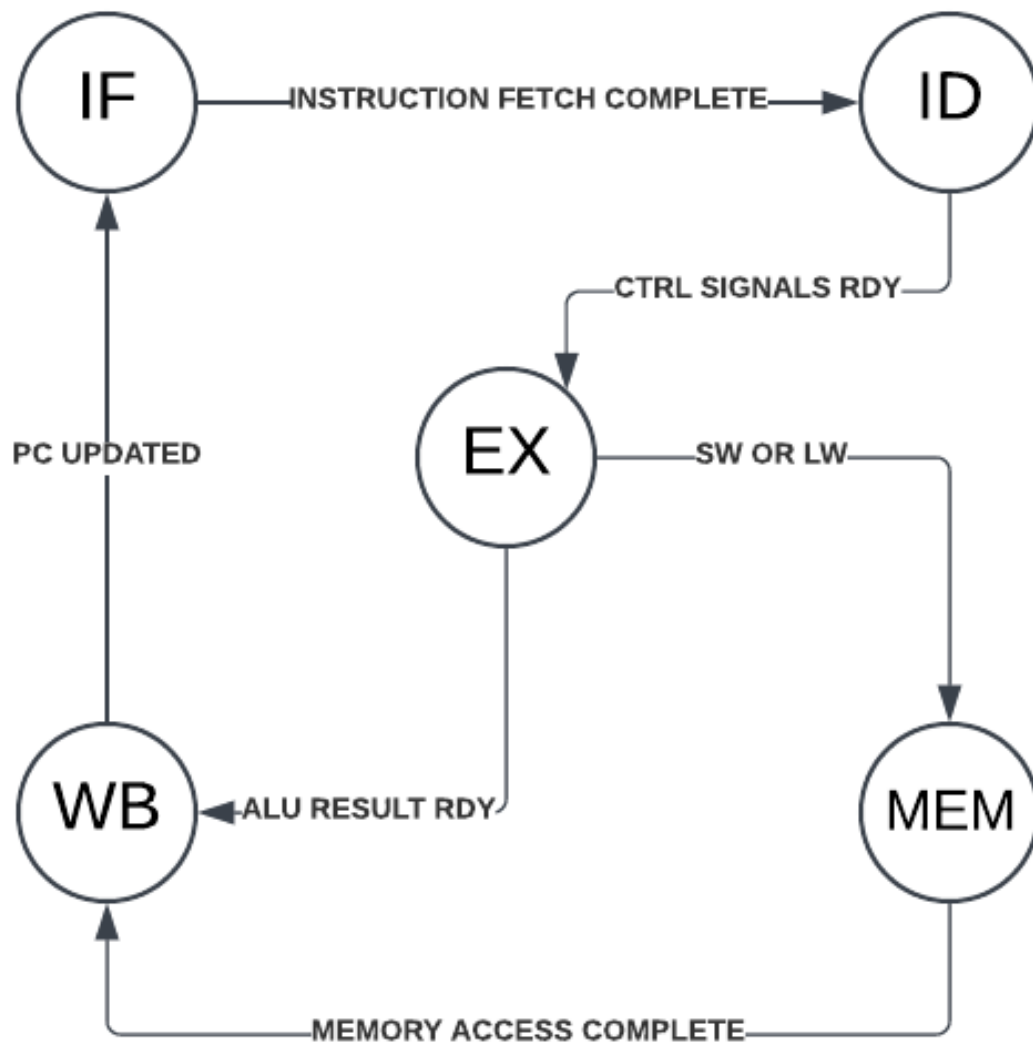 IF
INSTRUCTION FETCH COMPLETE
ID
CTRL SIGNALS RDY
EX
SW OR LW
PC UPDATED
WB
ALU RESULT RDY
MEM
MEMORY ACCESS COMPLETE